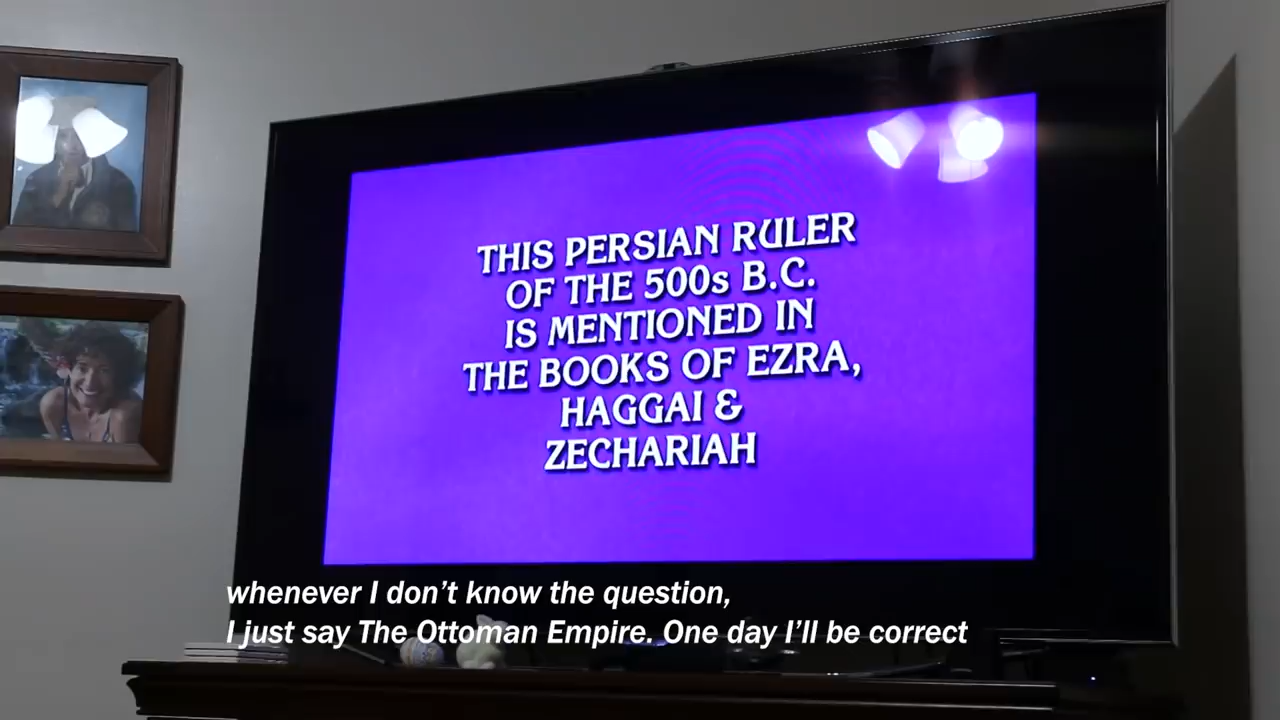 THIS PERSIAN RULER
OF THE 500s B.C.
IS MENTIONED IN
THE BOOKS OF EZRA,
HAGGAI &
ZECHARIAH
whenever I don't know the question,
I just say The Ottoman Empire. One day I'll be correct